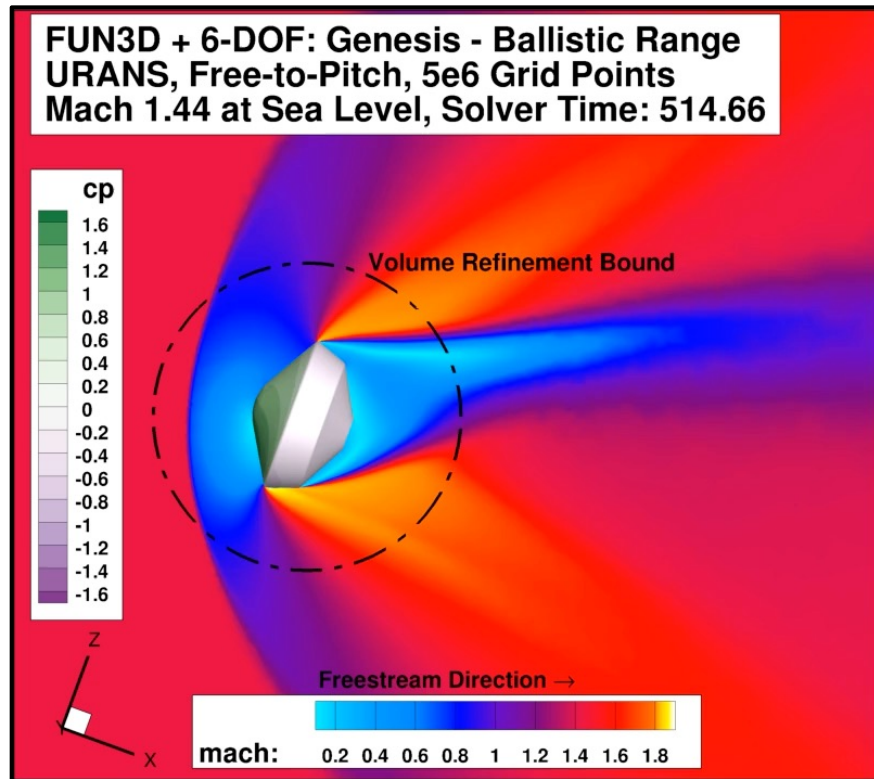 FUN3D + 6-DOF: Genesis - Ballistic Range
URANS, Free-to-Pitch, 5e6 Grid Points
Mach 1.44 at Sea Level, Solver Time: 514.66
cp
1.6
1.4
1.2
1
0.8
0.6
0.4
0.2
0
-0.2
-0.4
-0.6
-0.8
-1
-1.2
-1.4
-1.6
Volume Refinement Bound
Z
Y
X
Freestream Direction →
mach: 0.2 0.4 0.6 0.8 1 1.2 1.4 1.6 1.8